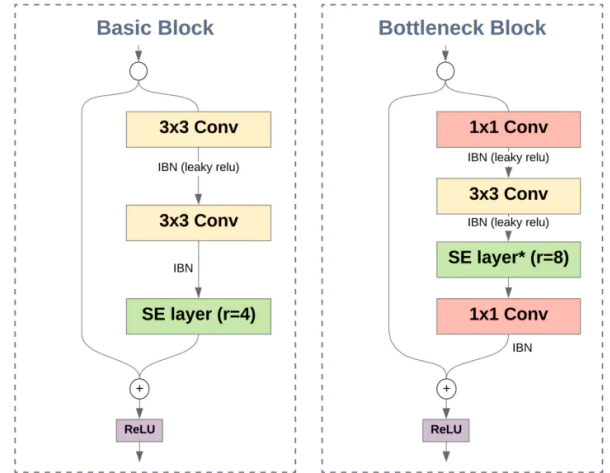 Basic Block
3x3 Conv
IBN (leaky relu)
3x3 Conv
IBN
SE layer (r=4)
+
ReLU
Bottleneck Block
1x1 Conv
IBN (leaky relu)
3x3 Conv
IBN (leaky relu)
SE layer* (r=8)
1x1 Conv
IBN
+
ReLU